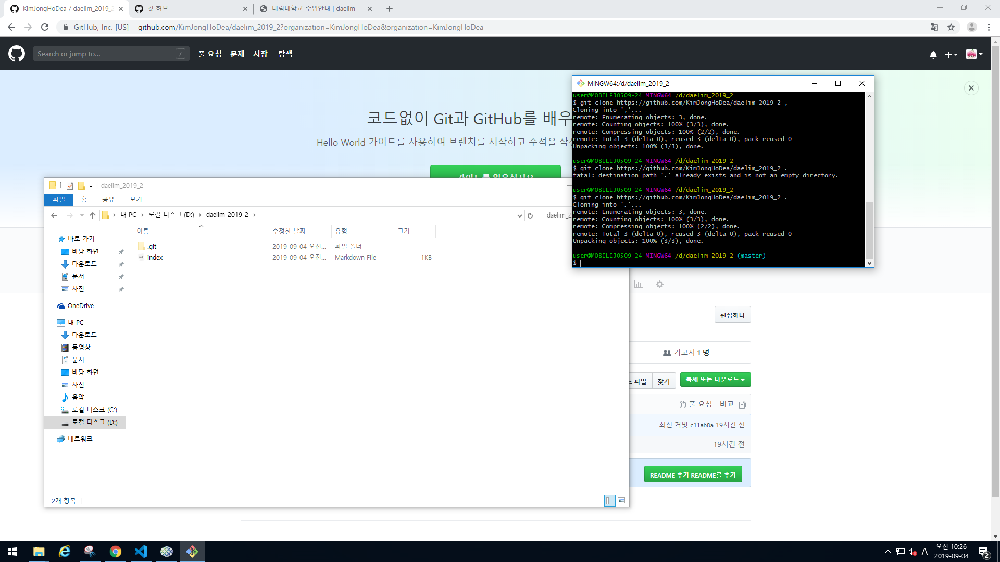 KimJongHoDea / daelim_2019_2
깃 허브
대림대학교 수업안내 | daelim
GitHub, Inc. [US]
github.com/KimJongHoDea/daelim_2019_2?organization=KimJongHoDea&organization=KimJongHoDea
Search or jump to...
/
풀 요청
문제
시장
탐색
코드없이 Git과 GitHub를 배우
Hello World 가이드를 사용하여 브랜치를 시작하고 주석을 작성
MINGW64:/d/daelim_2019_2
user@MOBILEJ0509-24 MINGW64 /d/daelim_2019_2
$ git clone https://github.com/KimJongHoDea/daelim_2019_2 ,
Cloning into ','...
remote: Enumerating objects: 3, done.
remote: Counting objects: 100% (3/3), done.
remote: Compressing objects: 100% (2/2), done.
remote: Total 3 (delta 0), reused 3 (delta 0), pack-reused 0
Unpacking objects: 100% (3/3), done.
user@MOBILEJ0509-24 MINGW64 /d/daelim_2019_2
$ git clone https://github.com/KimJongHoDea/daelim_2019_2 .
fatal: destination path '.' already exists and is not an empty directory.
user@MOBILEJ0509-24 MINGW64 /d/daelim_2019_2
$ git clone https://github.com/KimJongHoDea/daelim_2019_2 .
Cloning into '.'...
remote: Enumerating objects: 3, done.
remote: Counting objects: 100% (3/3), done.
remote: Compressing objects: 100% (2/2), done.
remote: Total 3 (delta 0), reused 3 (delta 0), pack-reused 0
Unpacking objects: 100% (3/3), done.
user@MOBILEJ0509-24 MINGW64 /d/daelim_2019_2 (master)
$
daelim_2019_2
파일
홈
공유
보기
내 PC
로컬 디스크 (D:)
daelim_2019_2
daelim_2
이름
수정한 날짜
유형
크기
.git
2019-09-04 오전...
파일 폴더
index
2019-09-04 오전...
Markdown File
1KB
바로 가기
바탕 화면
다운로드
문서
사진
OneDrive
내 PC
다운로드
동영상
문서
바탕 화면
사진
음악
로컬 디스크 (C:)
로컬 디스크 (D:)
네트워크
2개 항목
편집하다
기고자 1 명
드 파일
찾기
복제 또는 다운로드
풀 요청
비교
최신 커밋 c11ab8a 19시간 전
19시간 전
README 추가 README를 추가
A
오전 10:26
2019-09-04
2